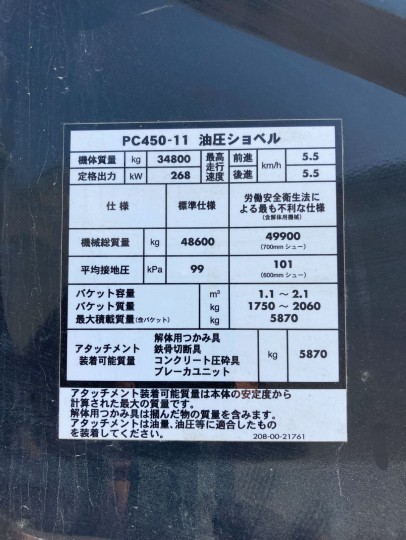 PC450-11 油圧ショベル
機体質量 kg 34800 最高走行速度 前進 km/h 5.5
定格出力 kW 268 後進 5.5
仕様 標準仕様 労働安全衛生法による最も不利な仕様 (含解体用機械)
機械総質量 kg 48600 49900 (700mm シュー)
平均接地圧 kPa 99 101 (600mm シュー)
バケット容量 m³ 1.1 ~ 2.1
バケット質量 kg 1750 ~ 2060
最大積載質量(含バケット) kg 5870
アタッチメント装着可能質量 解体用つかみ具 kg 5870
鉄骨切断具
コンクリート圧砕具
ブレーカユニット
アタッチメント装着可能質量は本体の安定度から
計算された最大の質量です。
解体用つかみ具は掴んだ物の質量を含みます。
アタッチメントは油量、油圧等に適合したもの
を装着してください。
208-00-21761